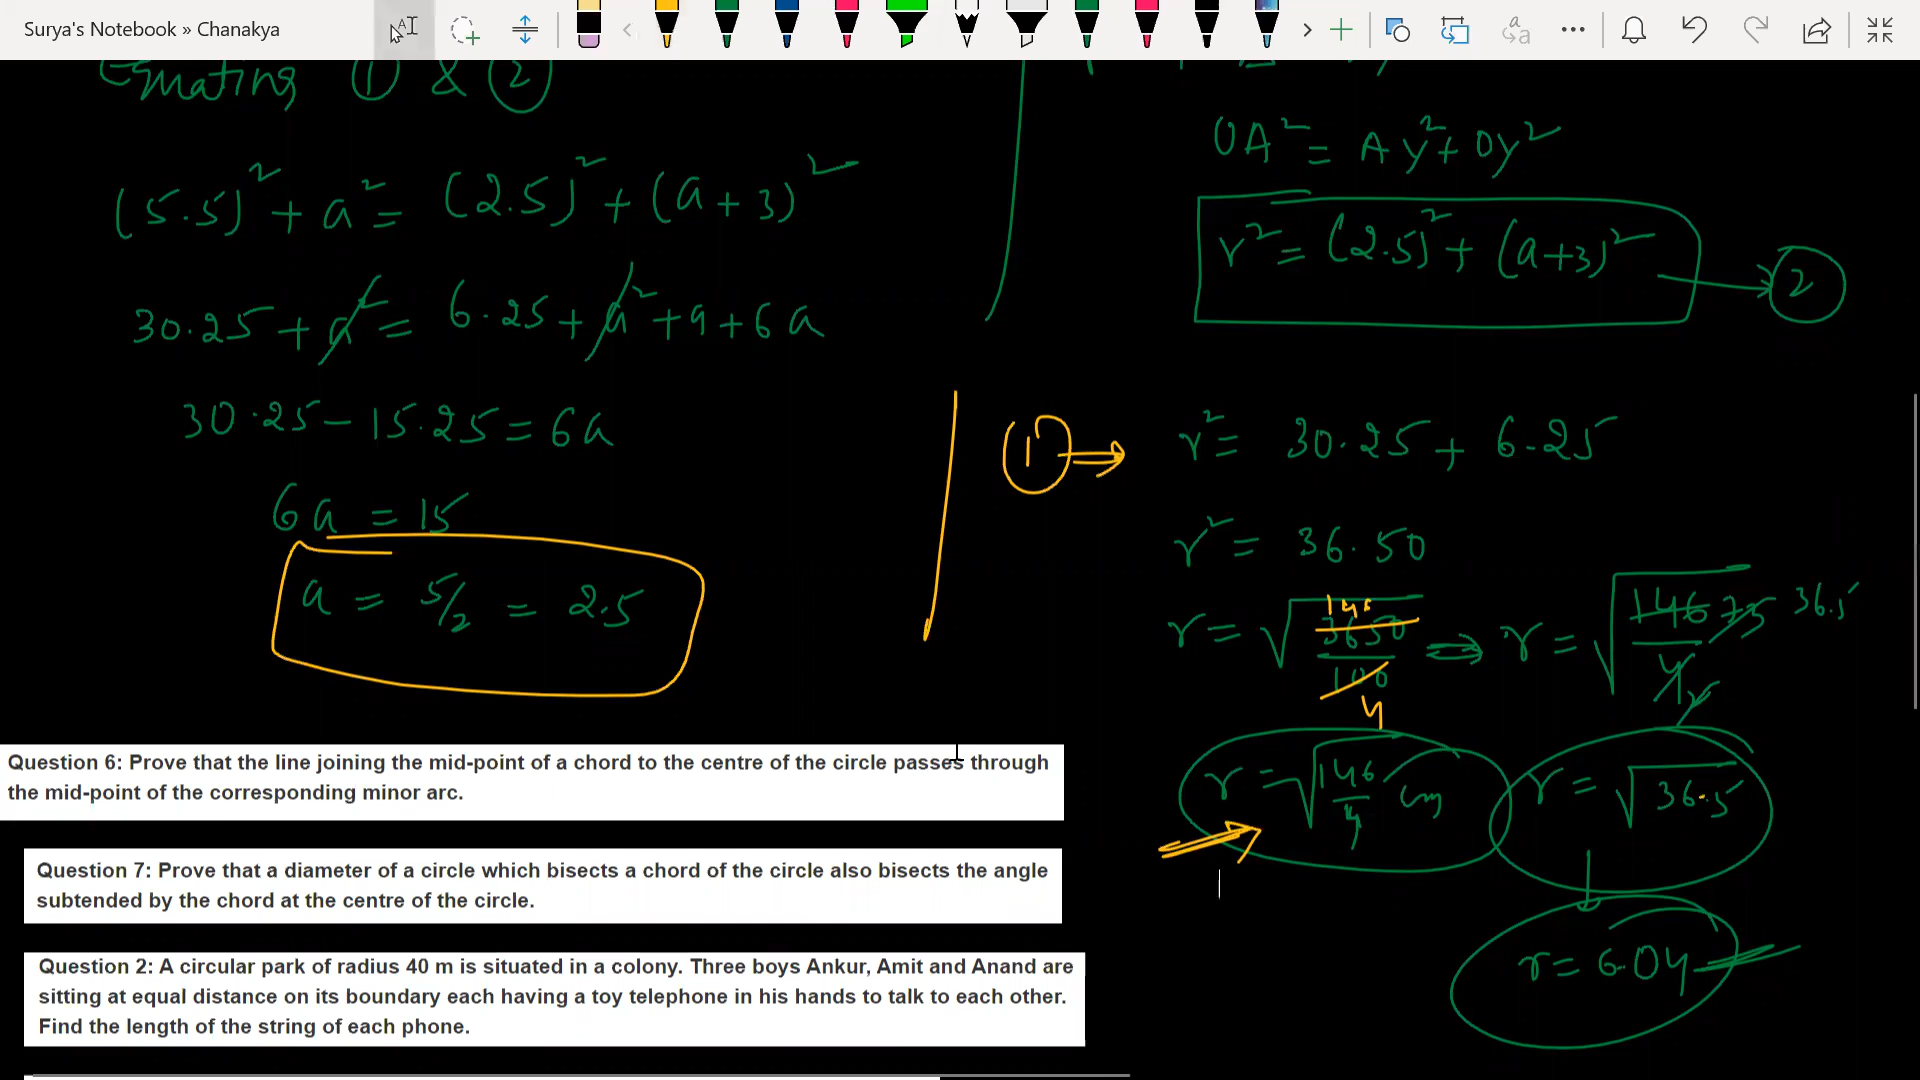 Surya's Notebook » Chanakya
Equating ① & ②
(5.5)² + a² = (2.5)² + (a+3)²
30.25 + a² = 6.25 + a² + 9 + 6a
30.25 - 15.25 = 6a
6a = 15
a = 5/2 = 2.5
OA² = Ay² + Oy²
r² = (2.5)² + (a+3)² → ②
① ⇒ r² = 30.25 + 6.25
r² = 36.50
r = √3650/100 146/4 ⇒ r = √146/4 36.5
r = √146/4 cm
r = √36.5
r = 6.04
Question 6: Prove that the line joining the mid-point of a chord to the centre of the circle passes through
the mid-point of the corresponding minor arc.
Question 7: Prove that a diameter of a circle which bisects a chord of the circle also bisects the angle
subtended by the chord at the centre of the circle.
Question 2: A circular park of radius 40 m is situated in a colony. Three boys Ankur, Amit and Anand are
sitting at equal distance on its boundary each having a toy telephone in his hands to talk to each other.
Find the length of the string of each phone.